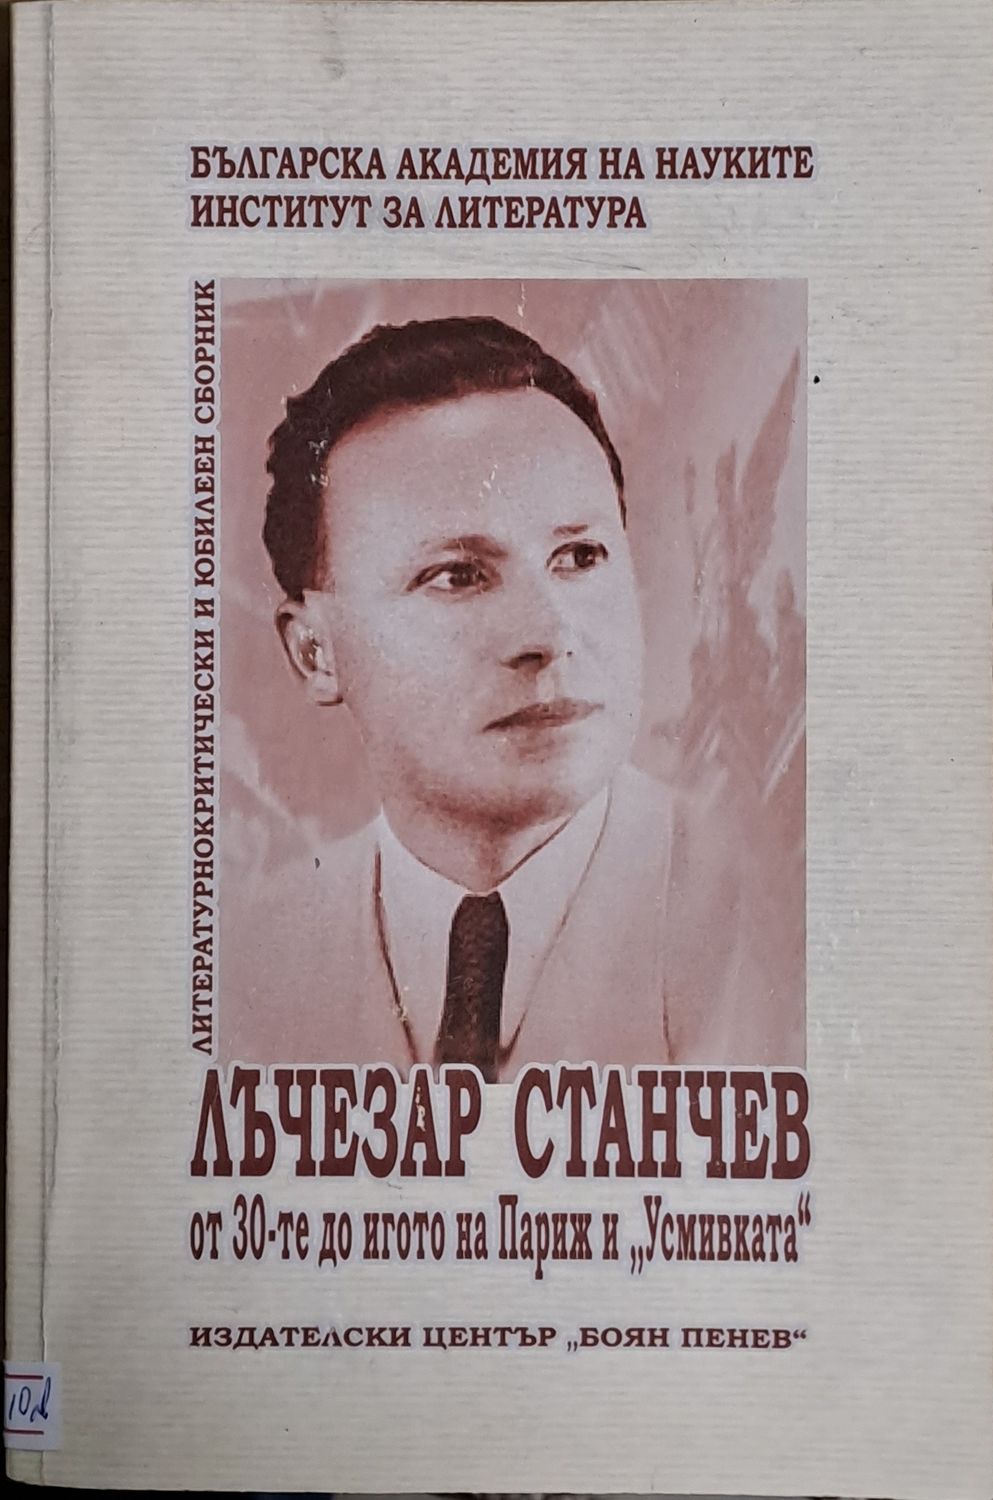 БЪЛГАРСКА АКАДЕМИЯ НА НАУКИТЕ
ИНСТИТУТ ЗА ЛИТЕРАТУРА
ЛИТЕРАТУРНОКРИТИЧЕСКИ И ЮБИЛЕЕН СБОРНИК
ЛЪЧЕЗАР СТАНЧЕВ
от 30-те до игото на Париж и „Усмивката“
ИЗДАТЕЛСКИ ЦЕНТЪР „БОЯН ПЕНЕВ“
10лв